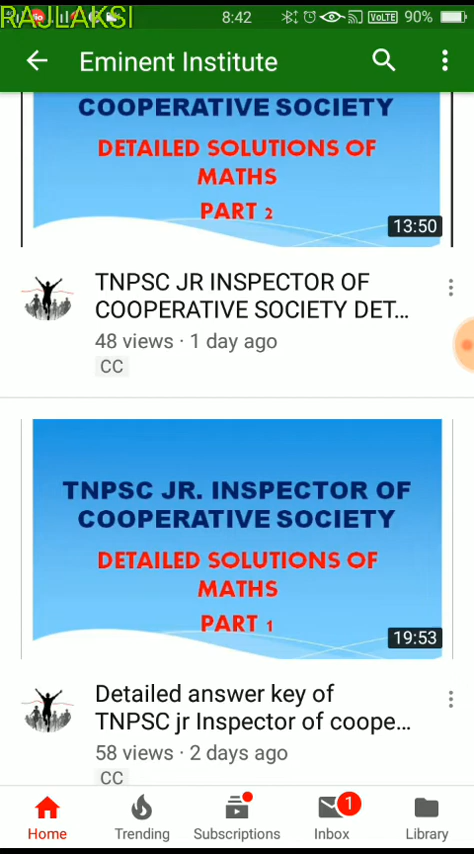 RAJLAKSI
8:42
VoLTE 90%
Eminent Institute
COOPERATIVE SOCIETY
DETAILED SOLUTIONS OF
MATHS
PART 2
13:50
TNPSC JR INSPECTOR OF
COOPERATIVE SOCIETY DET...
48 views · 1 day ago
CC
TNPSC JR. INSPECTOR OF
COOPERATIVE SOCIETY
DETAILED SOLUTIONS OF
MATHS
PART 1
19:53
Detailed answer key of
TNPSC jr Inspector of coope...
58 views · 2 days ago
CC
1
Home Trending Subscriptions Inbox Library